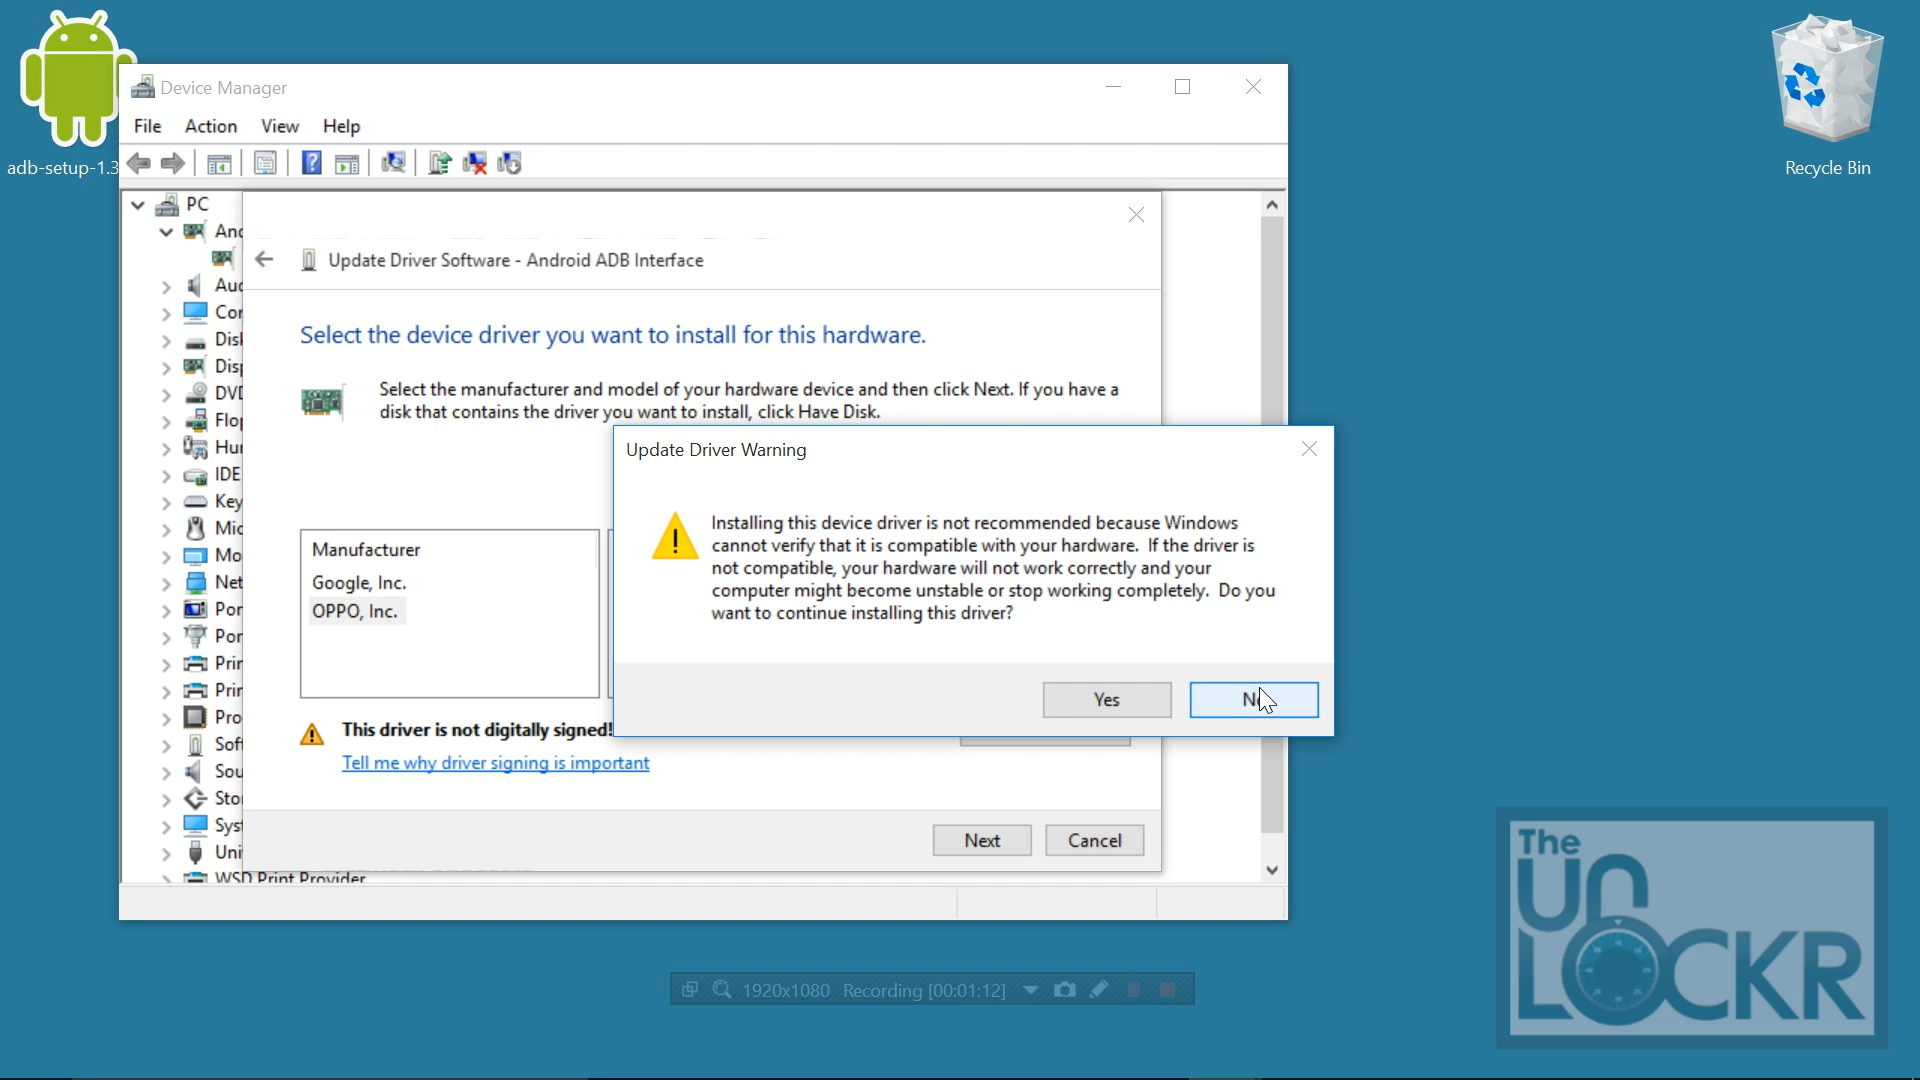 adb-setup-1.3
Recycle Bin
Device Manager
File Action View Help
PC
Update Driver Software - Android ADB Interface
Select the device driver you want to install for this hardware.
Select the manufacturer and model of your hardware device and then click Next. If you have a
disk that contains the driver you want to install, click Have Disk.
Update Driver Warning
Installing this device driver is not recommended because Windows
cannot verify that it is compatible with your hardware. If the driver is
not compatible, your hardware will not work correctly and your
computer might become unstable or stop working completely. Do you
want to continue installing this driver?
Yes
Manufacturer
Google, Inc.
OPPO, Inc.
This driver is not digitally signed!
Tell me why driver signing is important
Next Cancel
IDE
WSD Print Provider
1920x1080 Recording [00:01:12]
The
UNLOCKR